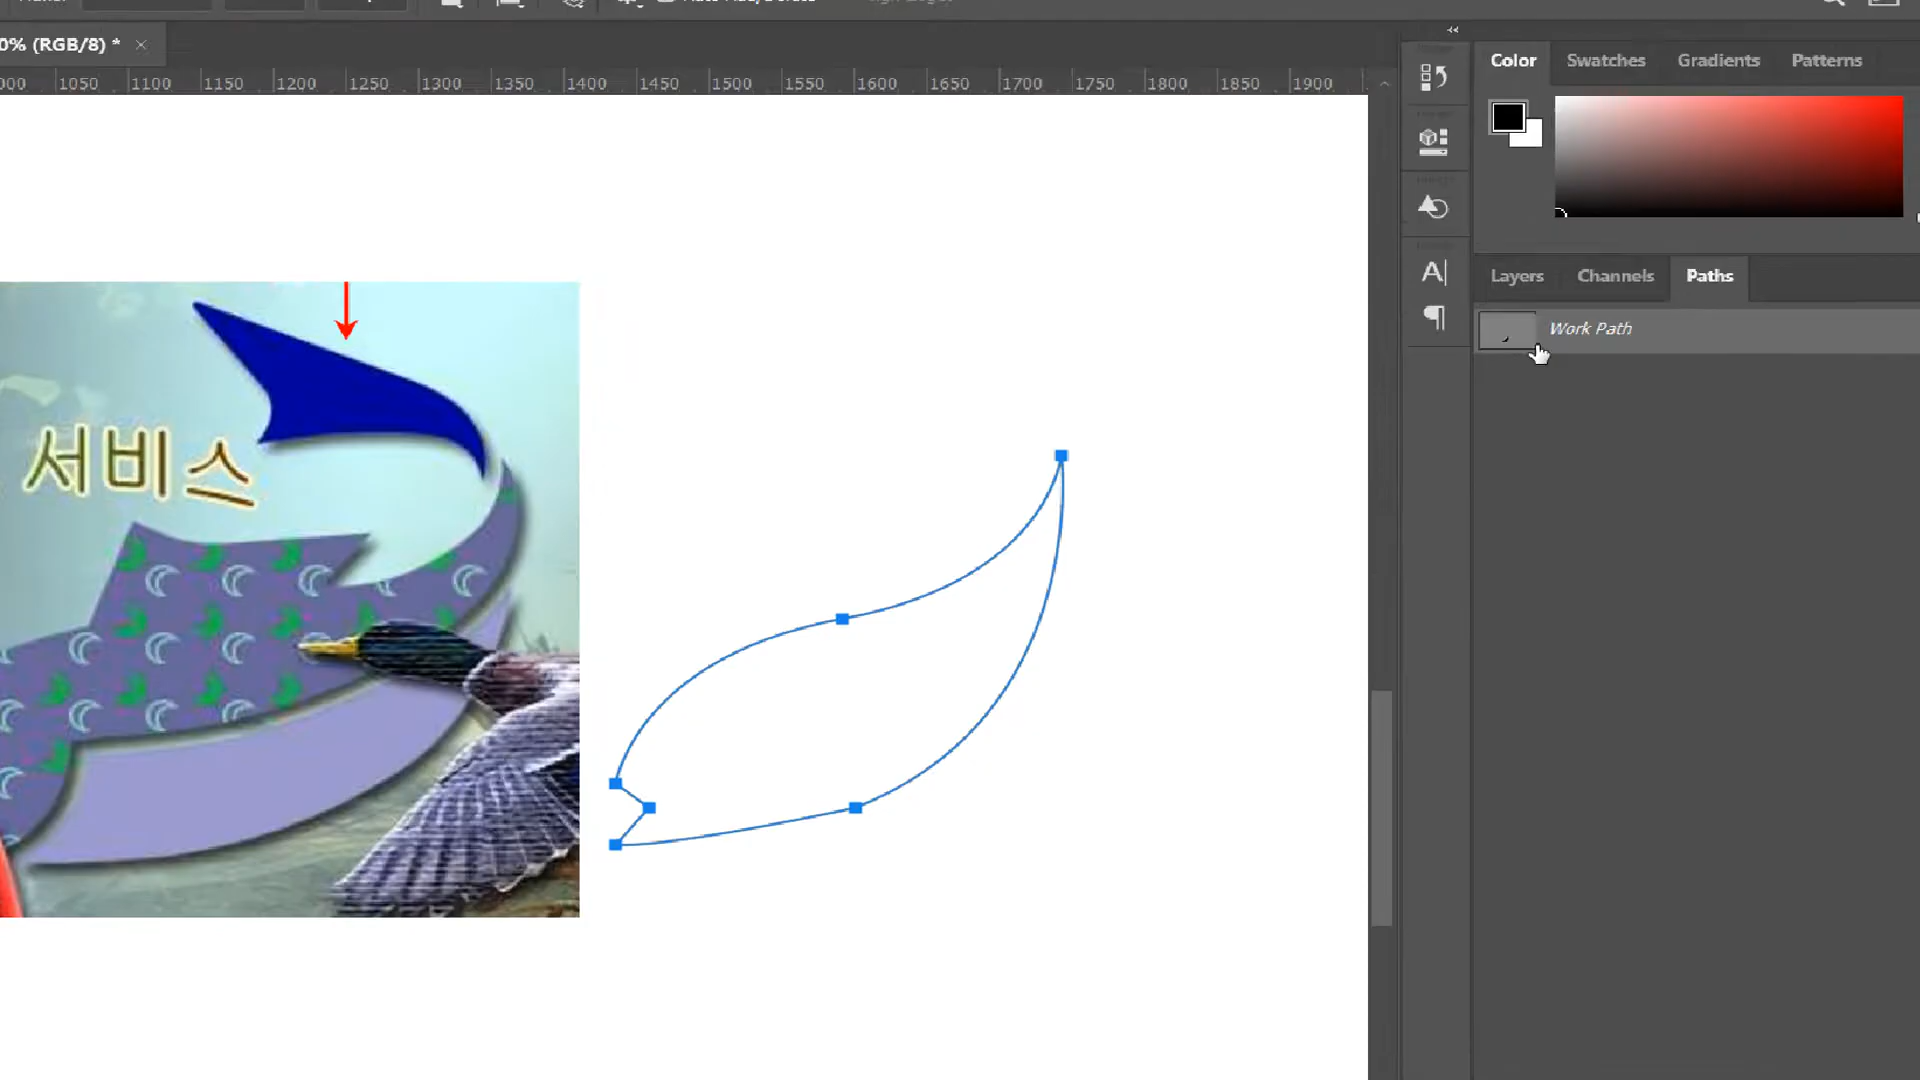 0% (RGB/8) * ×
1050 1100 1150 1200 1250 1300 1350 1400 1450 1500 1550 1600 1650 1700 1750 1800 1850 1900
Color Swatches Gradients Patterns
Layers Channels Paths
Work Path
서비스